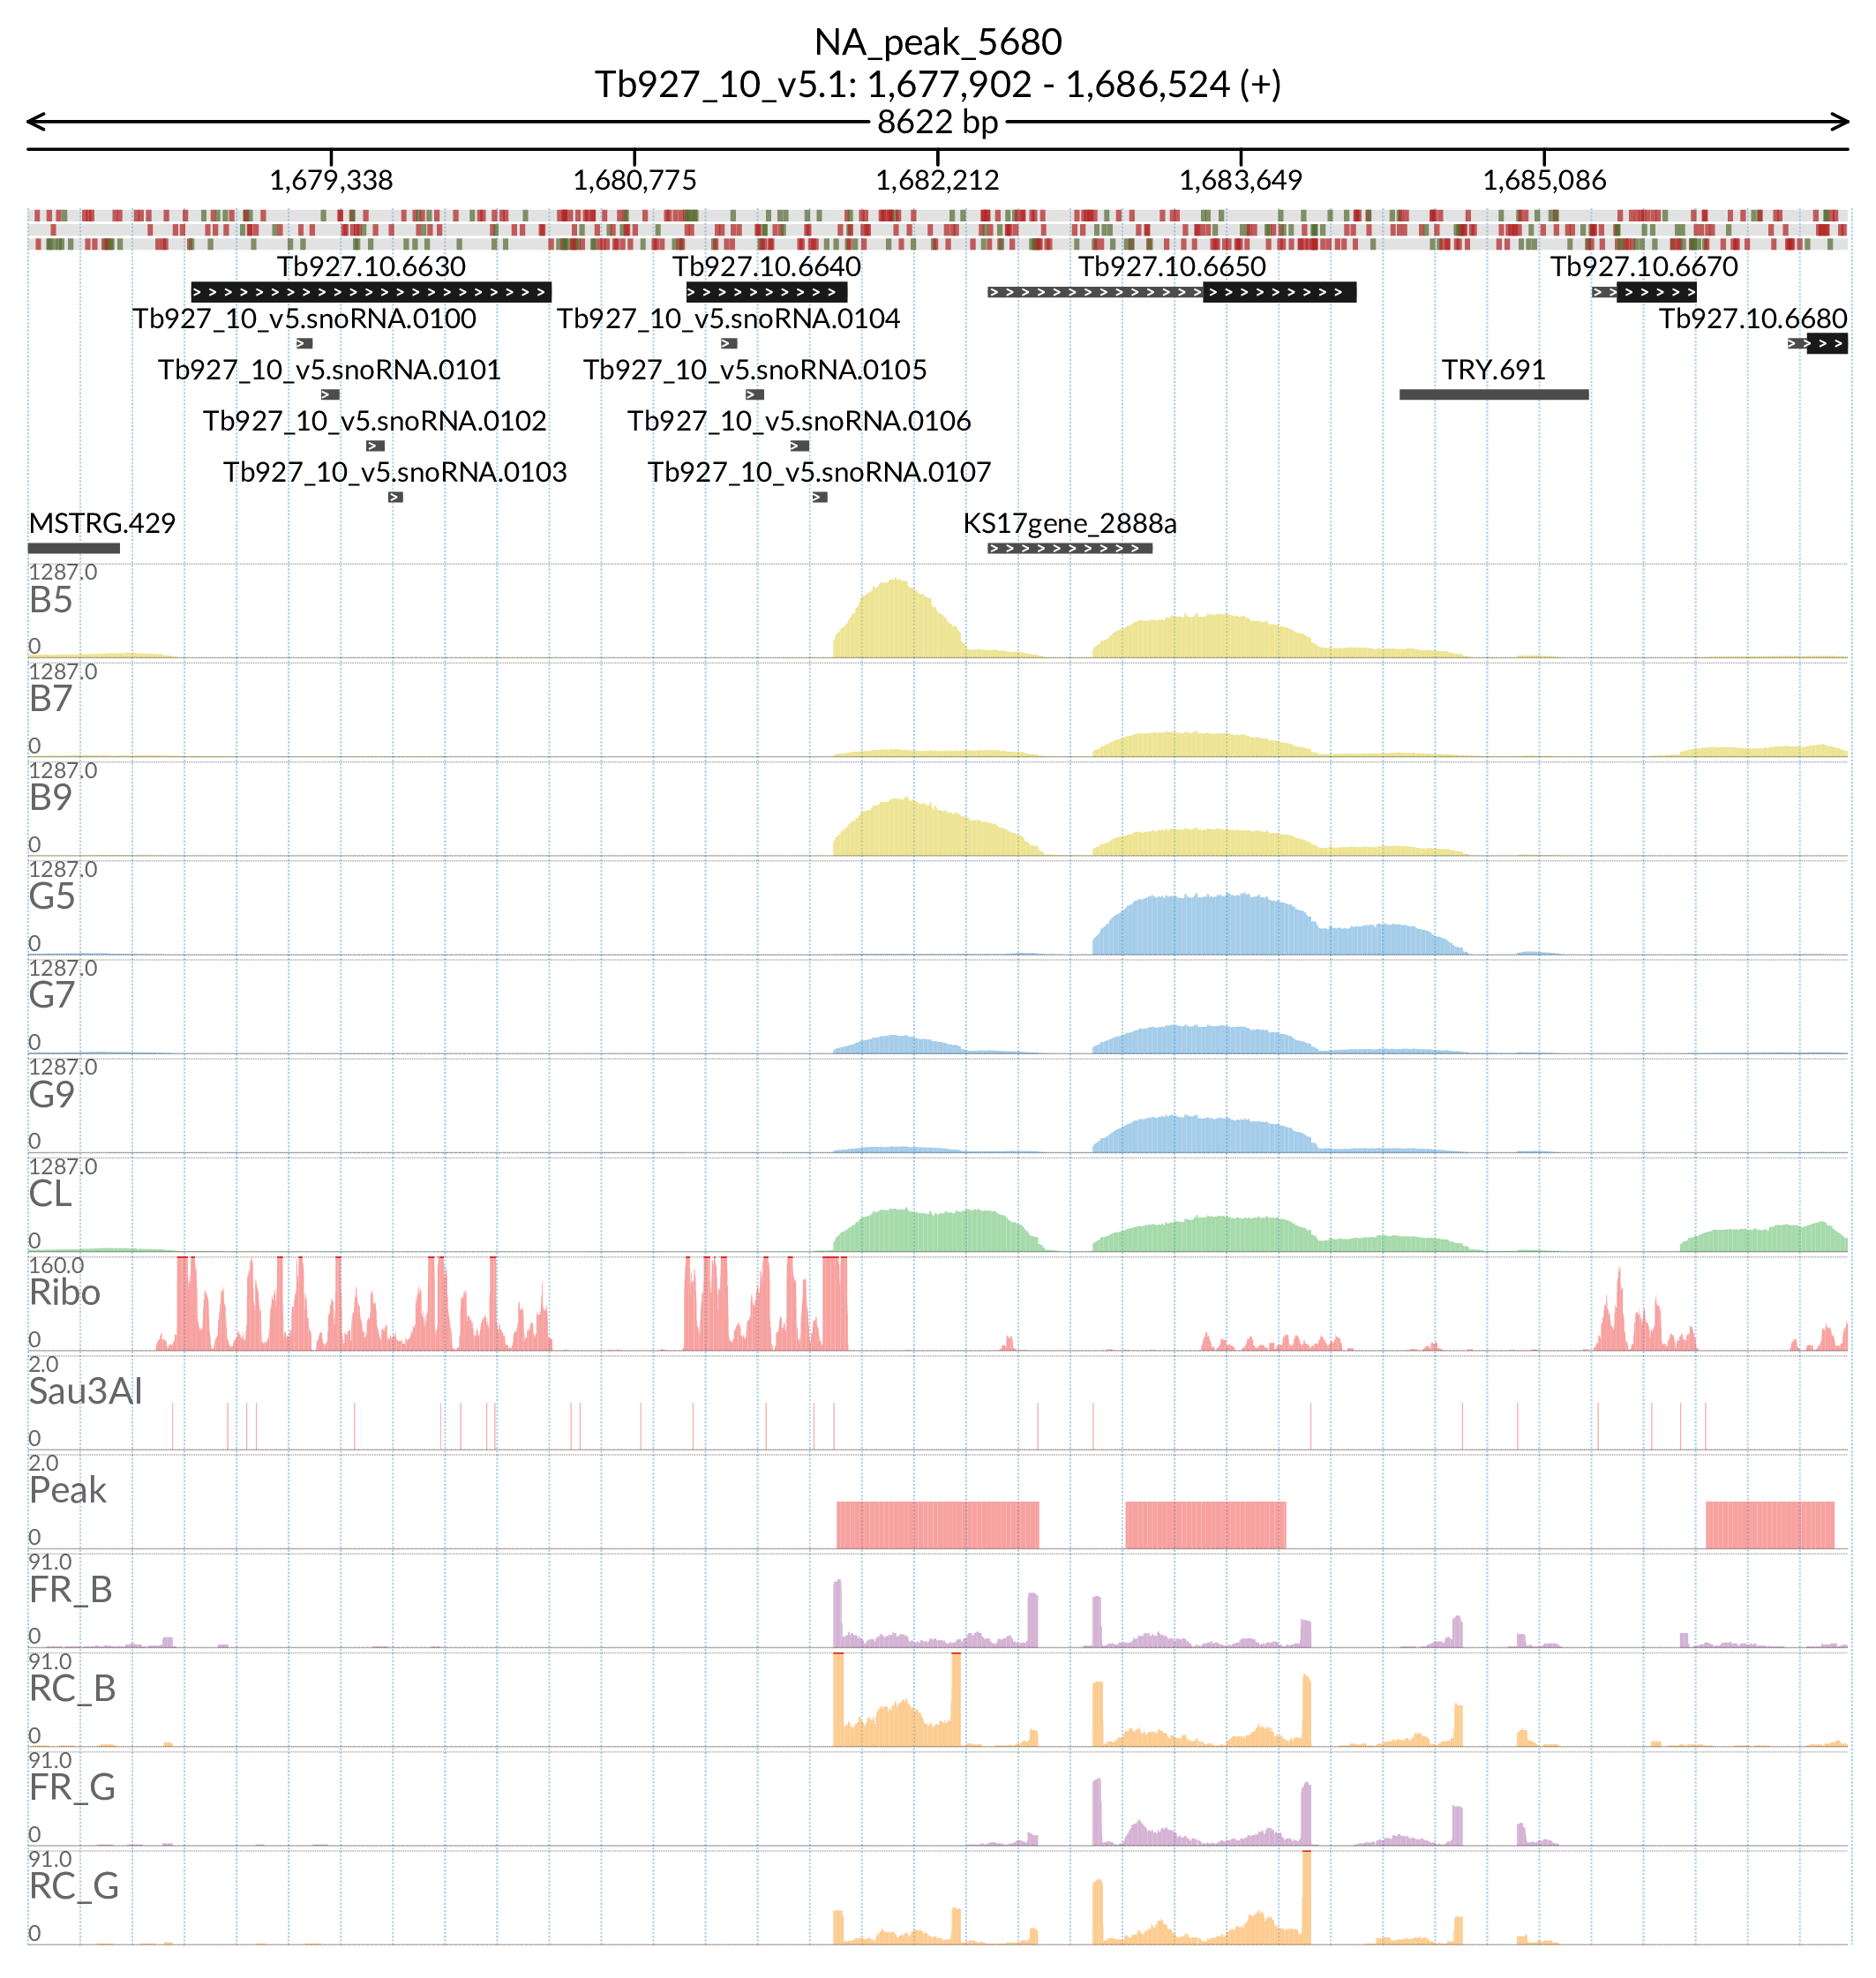 NA_peak_5680
Tb927_10_v5.1: 1,677,902 - 1,686,524 (+)
8622 bp
1,679,338 1,680,775 1,682,212 1,683,649 1,685,086
Tb927.10.6630 Tb927.10.6640 Tb927.10.6650 Tb927.10.6670
Tb927_10_v5.snoRNA.0100 Tb927_10_v5.snoRNA.0104 Tb927.10.6680
Tb927_10_v5.snoRNA.0101 Tb927_10_v5.snoRNA.0105 TRY.691
Tb927_10_v5.snoRNA.0102 Tb927_10_v5.snoRNA.0106
Tb927_10_v5.snoRNA.0103 Tb927_10_v5.snoRNA.0107
MSTRG.429 KS17gene_2888a
1287.0
B5
0
1287.0
B7
0
1287.0
B9
0
1287.0
G5
0
1287.0
G7
0
1287.0
G9
0
1287.0
CL
0
160.0
Ribo
0
2.0
Sau3AI
0
2.0
Peak
0
91.0
FR_B
0
91.0
RC_B
0
91.0
FR_G
0
91.0
RC_G
0